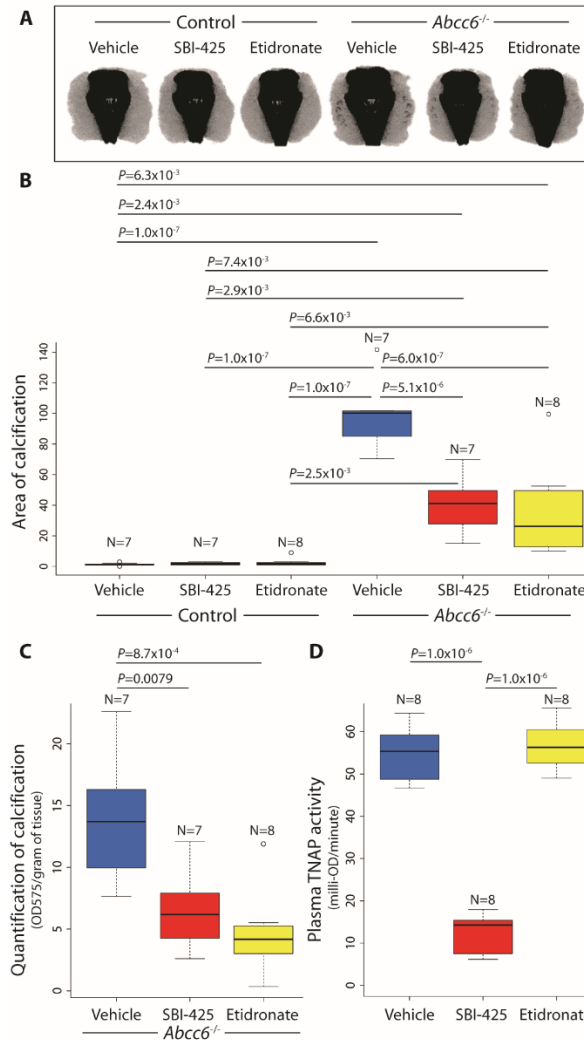 A
Control
Abcc6-/-
Vehicle SBI-425 Etidronate Vehicle SBI-425 Etidronate
B
P=6.3x10-3
P=2.4x10-3
P=1.0x10-7
P=7.4x10-3
P=2.9x10-3
P=6.6x10-3
N=7
P=1.0x10-7 P=6.0x10-7
P=1.0x10-7 P=5.1x10-6
N=8
N=7
P=2.5x10-3
N=7 N=7 N=8
Area of calcification
0 20 40 60 80 100 120 140
Vehicle SBI-425 Etidronate Vehicle SBI-425 Etidronate
Control Abcc6-/-
C
P=8.7x10-4
P=0.0079
N=7
N=7
N=8
Quantification of calcification
(OD575/gram of tissue)
0 5 10 15 20
Vehicle SBI-425 Etidronate
Abcc6-/-
D
P=1.0x10-6
P=1.0x10-6
N=8 N=8
N=8
Plasma TNAP activity
(milli-OD/minute)
0 10 20 30 40 50 60
Vehicle SBI-425 Etidronate